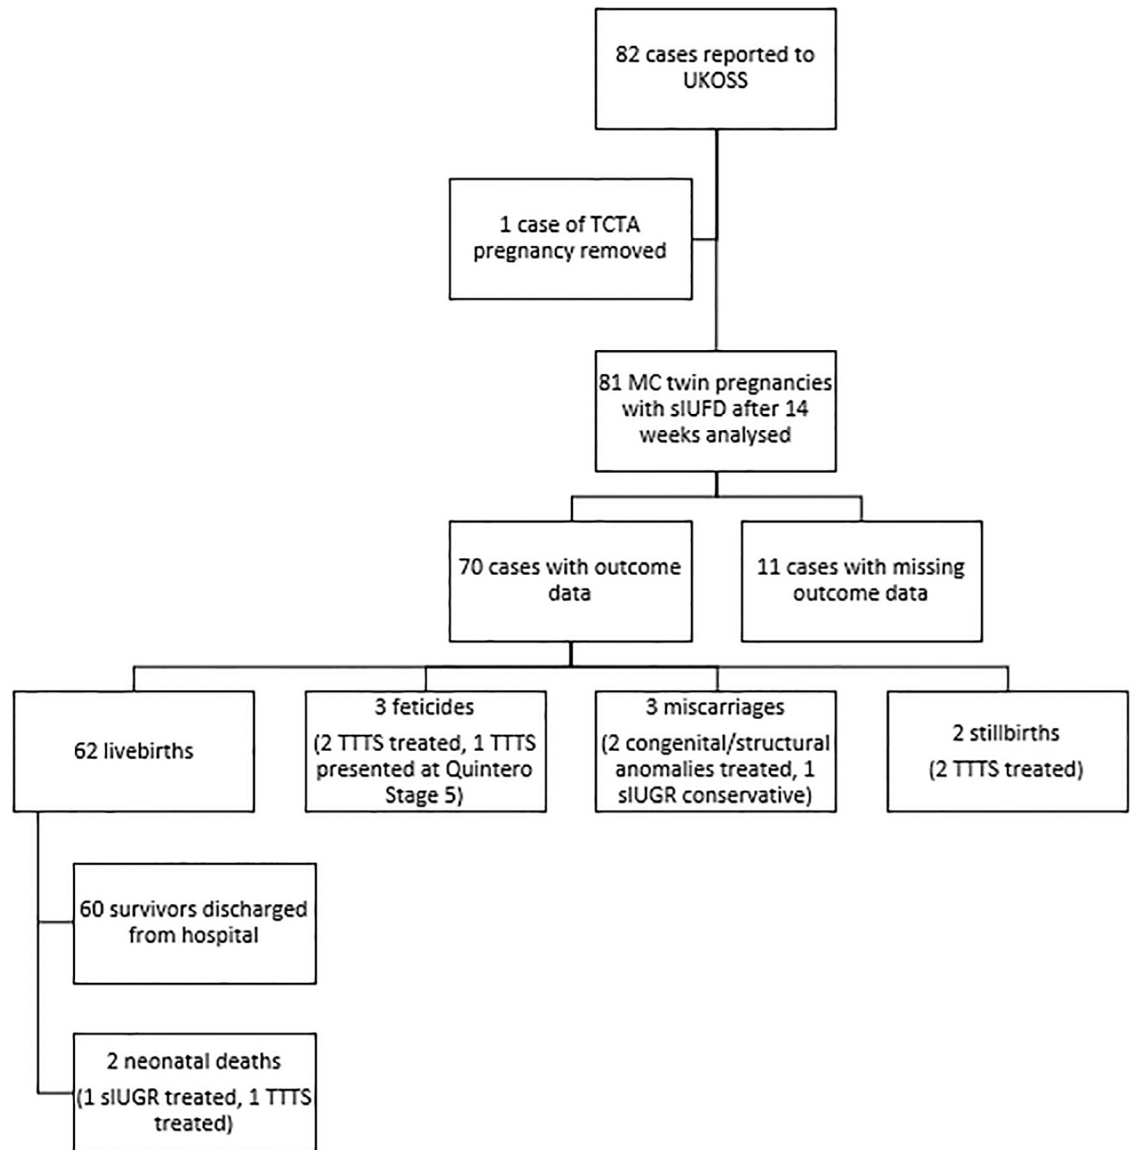 82 cases reported to
UKOSS
1 case of TCTA
pregnancy removed
81 MC twin pregnancies
with sIUFD after 14
weeks analysed
70 cases with outcome
data
11 cases with missing
outcome data
62 livebirths
3 feticides
(2 TTTS treated, 1 TTTS
presented at Quintero
Stage 5)
3 miscarriages
(2 congenital/structural
anomalies treated, 1
sIUGR conservative)
2 stillbirths
(2 TTTS treated)
60 survivors discharged
from hospital
2 neonatal deaths
(1 sIUGR treated, 1 TTTS
treated)